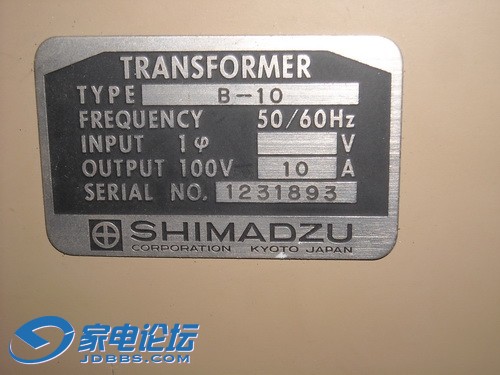 TRANSFORMER
TYPE B-10
FREQUENCY 50/60Hz
INPUT 1φ V
OUTPUT 100V 10 A
SERIAL NO. 1231893
SHIMADZU
CORPORATION KYOTO JAPAN
家电论坛
JDBBS.COM